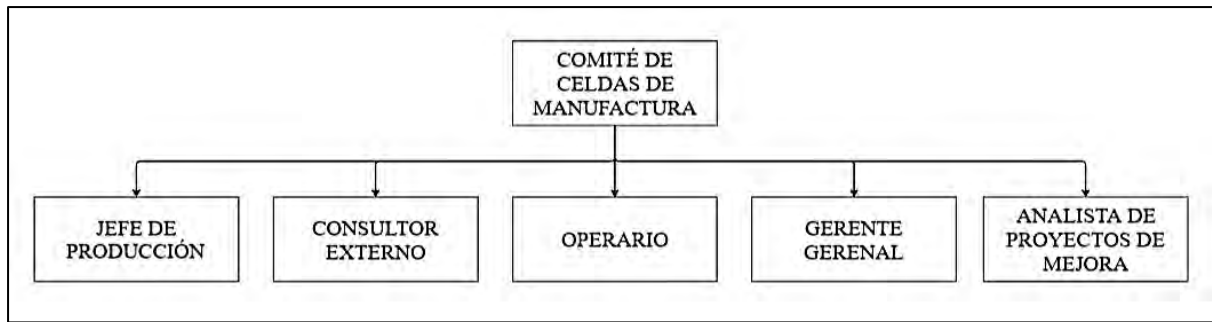 COMITÉ DE
CELDAS DE
MANUFACTURA
JEFE DE
PRODUCCIÓN
CONSULTOR
EXTERNO
OPERARIO
GERENTE
GERENAL
ANALISTA DE
PROYECTOS DE
MEJORA